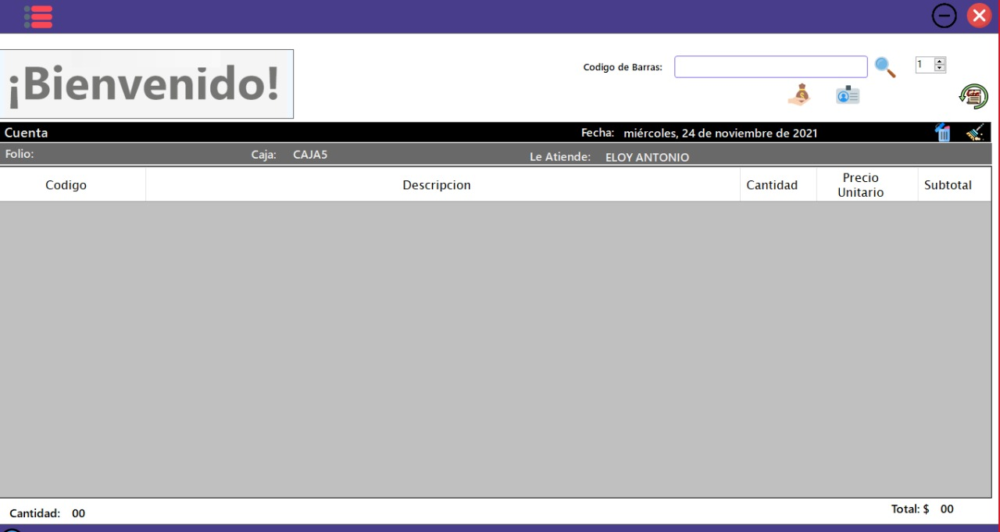 ¡Bienvenido!
Codigo de Barras:
1
Cuenta
Fecha: miércoles, 24 de noviembre de 2021
Folio:
Caja: CAJA5
Le Atiende: ELOY ANTONIO
Codigo
Descripcion
Cantidad
Precio
Unitario
Subtotal
Cantidad: 00
Total: $ 00